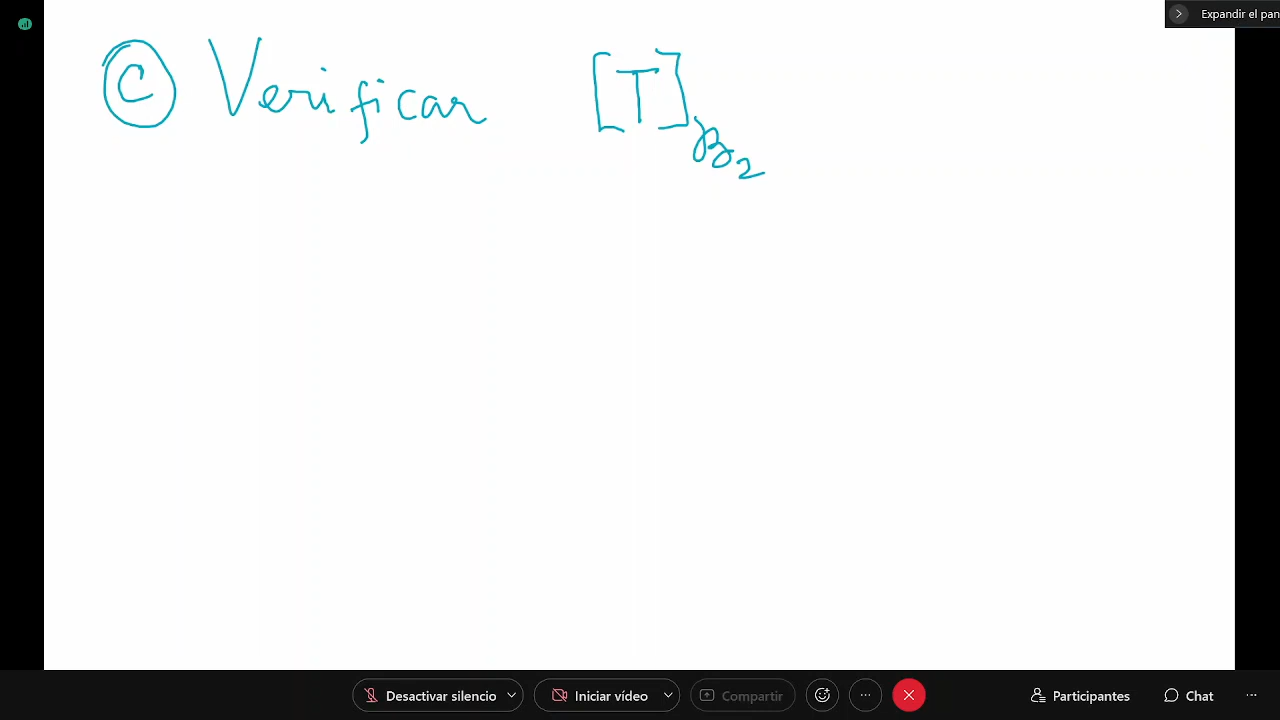 Expandir el pan
Ⓒ Verificar [T]β₂
Desactivar silencio
Iniciar vídeo
Compartir
Participantes
Chat